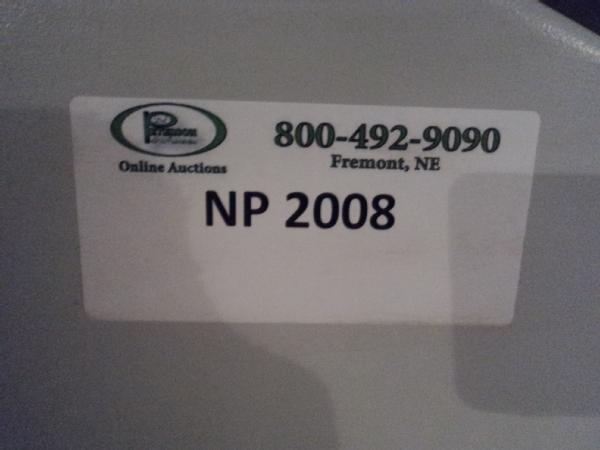 800-492-9090
Fremont, NE
Online Auctions
NP 2008